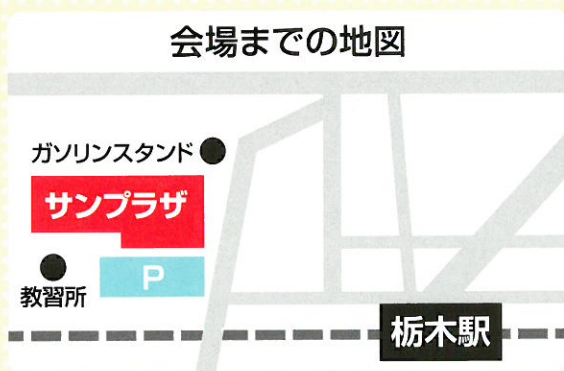 会場までの地図
ガソリンスタンド
サンプラザ
教習所
P
栃木駅